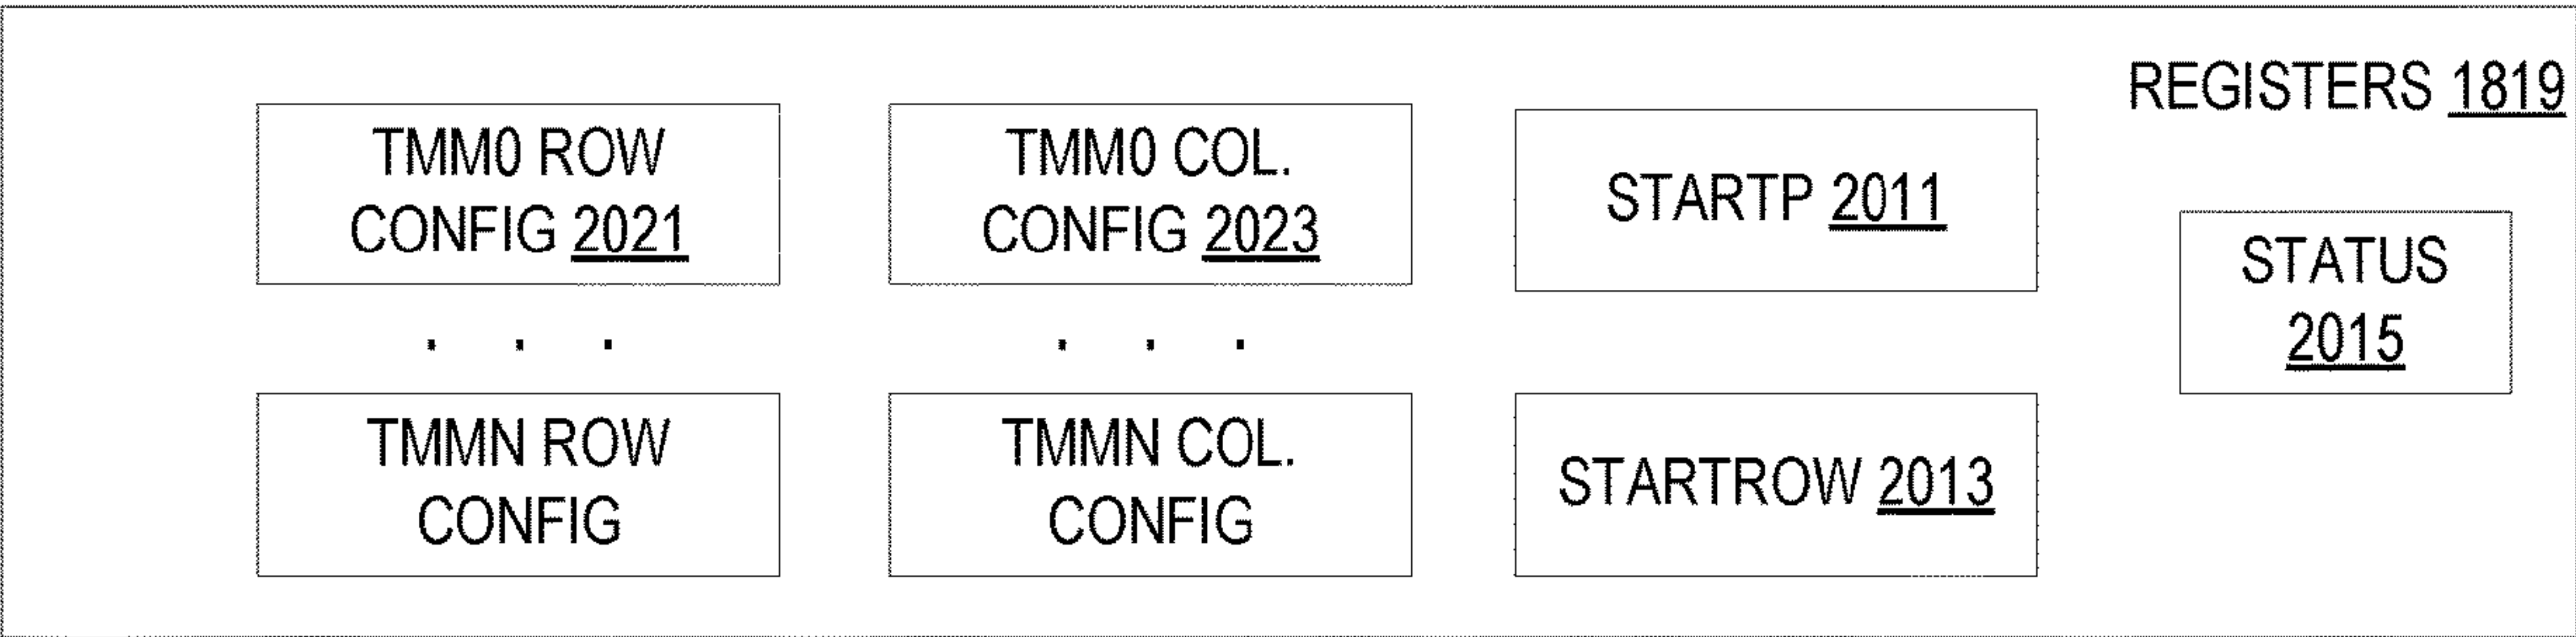 REGISTERS 1819
TMM0 ROW
CONFIG 2021
TMM0 COL.
CONFIG 2023
STARTP 2011
STATUS
2015
. . .
. . .
TMMN ROW
CONFIG
TMMN COL.
CONFIG
STARTROW 2013